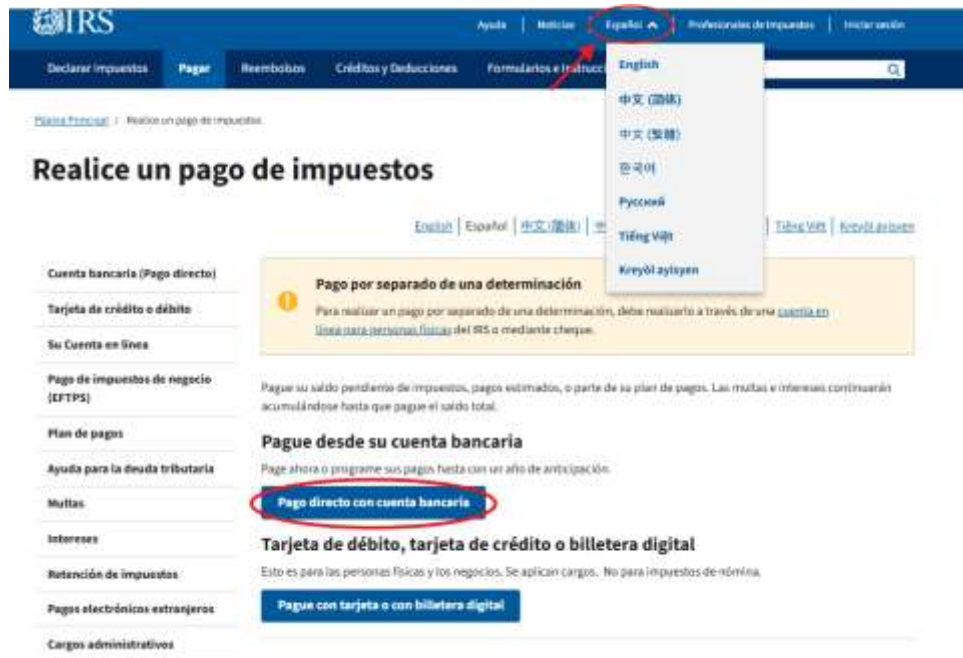 IRS
Ayuda | Noticias | Español | Profesionales de Impuestos | Iniciar sesión
Declarar Impuestos Pagar Reembolsos Créditos y Deducciones Formularios e Instrucci
English
中文 (简体)
中文 (繁體)
한국어
Русский
Tiếng Việt
Kreyòl ayisyen
Página Principal / Realice un pago de impuestos
Realice un pago de impuestos
English | Español | 中文 (简体) | Tiếng Việt | Kreyòl ayisyen
Cuenta bancaria (Pago directo)
Tarjeta de crédito o débito
Su Cuenta en línea
Pago de impuestos de negocio
(EFTPS)
Plan de pagos
Ayuda para la deuda tributaria
Multas
Intereses
Retención de impuestos
Pagos electrónicos extranjeros
Cargos administrativos
Pago por separado de una determinación
Para realizar un pago por separado de una determinación, debe realizarlo a través de una cuenta en
línea para personas físicas del IRS o mediante cheque.
Pague su saldo pendiente de impuestos, pagos estimados, o parte de su plan de pagos. Las multas e intereses continuarán
acumulándose hasta que pague el saldo total.
Pague desde su cuenta bancaria
Page ahora o programe sus pagos hasta con un año de anticipación.
Pago directo con cuenta bancaria
Tarjeta de débito, tarjeta de crédito o billetera digital
Esto es para las personas físicas y los negocios. Se aplican cargos. No para impuestos de nómina.
Pague con tarjeta o con billetera digital